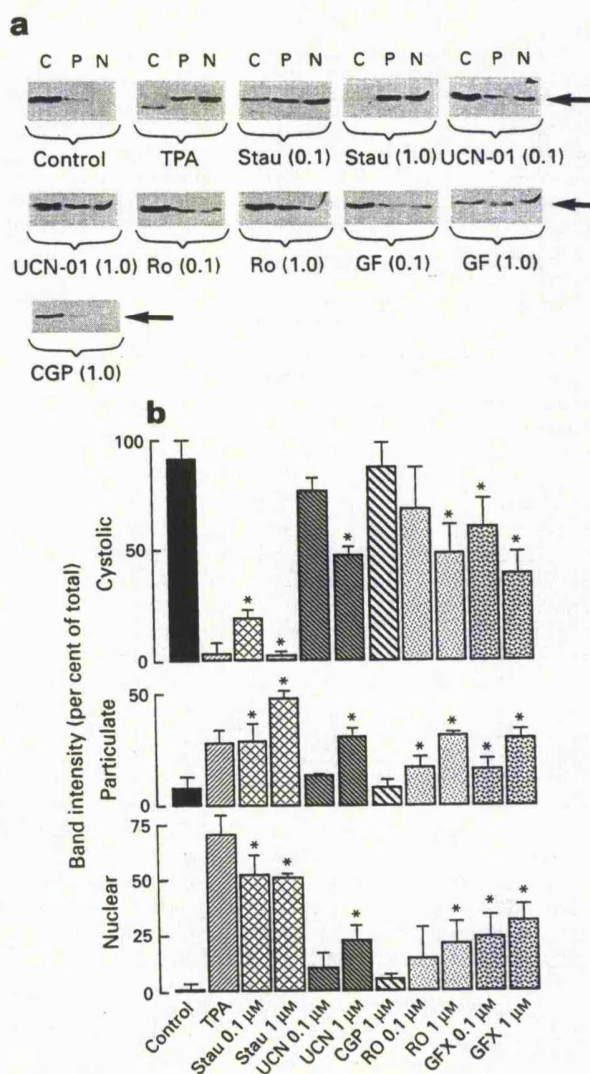 a
C P N C P N C P N C P N C P N
Control TPA Stau (0.1) Stau (1.0) UCN-01 (0.1)
UCN-01 (1.0) Ro (0.1) Ro (1.0) GF (0.1) GF (1.0)
CGP (1.0)
b
Band intensity (per cent of total)
Cystolic
100
50
0
* * * * * *
Particulate
50
0
* * * * * * *
Nuclear
75
50
25
0
* * * * * *
Control TPA Stau 0.1 μM Stau 1 μM UCN 0.1 μM UCN 1 μM CGP 1 μM RO 0.1 μM RO 1 μM GFX 0.1 μM GFX 1 μM